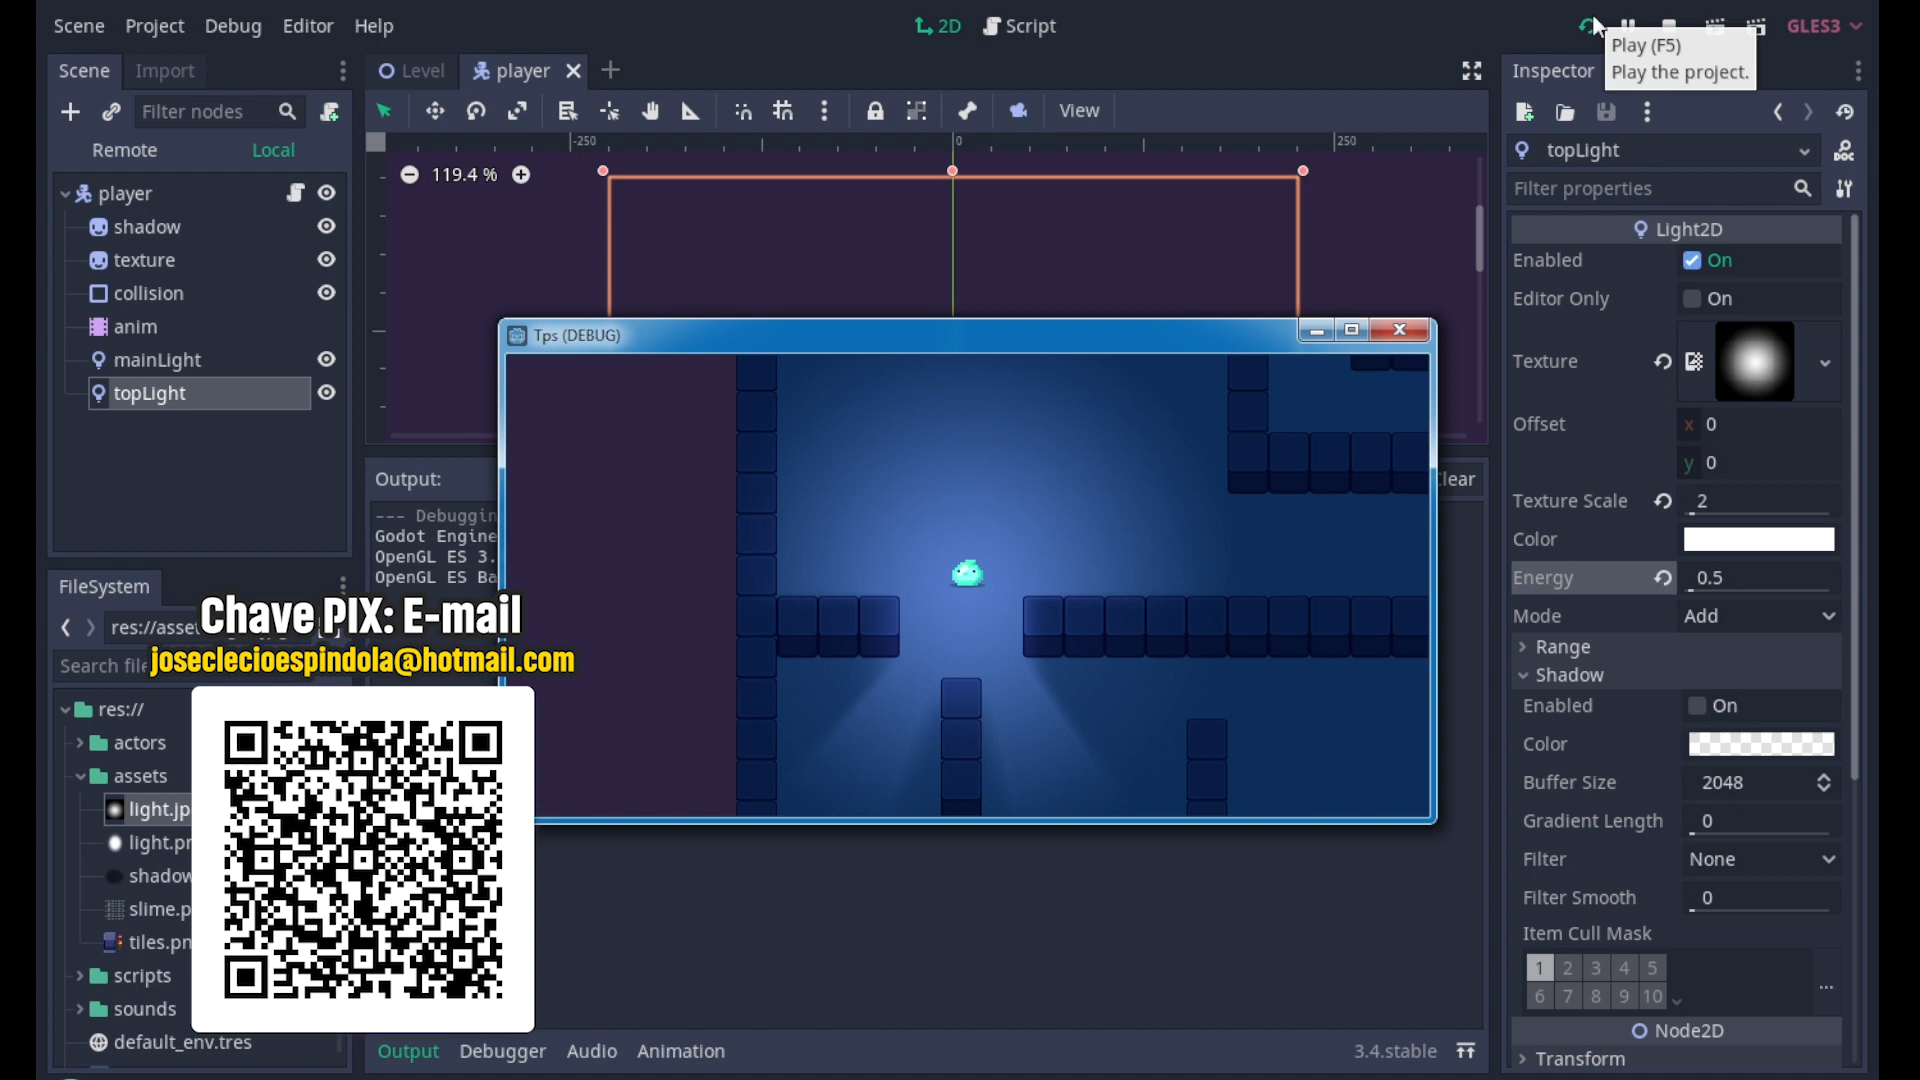 Scene Project Debug Editor Help
2D Script
GLES3
Play (F5)
Play the project.
Scene Import
Level player
Inspector
Filter nodes
View
Remote Local
-250 0 250
119.4 %
topLight
DOC
Filter properties
player
shadow
texture
collision
anim
mainLight
topLight
Light2D
Enabled On
Editor Only On
Texture
Offset x 0
y 0
Texture Scale 2
Color
Energy 0.5
Mode Add
Range
Shadow
Enabled On
Color
Buffer Size 2048
Gradient Length 0
Filter None
Filter Smooth 0
Item Cull Mask
1 2 3 4 5
6 7 8 9 10
Node2D
Transform
Tps (DEBUG)
Output:
lear
--- Debuggin
Godot Engine
OpenGL ES 3.
OpenGL ES Ba
FileSystem
res://asse
Search file
Chave PIX: E-mail
joseclecioespindola@hotmail.com
res://
actors
assets
light.jp
light.pr
shadow
slime.p
tiles.pn
scripts
sounds
default_env.tres
Output Debugger Audio Animation
3.4.stable